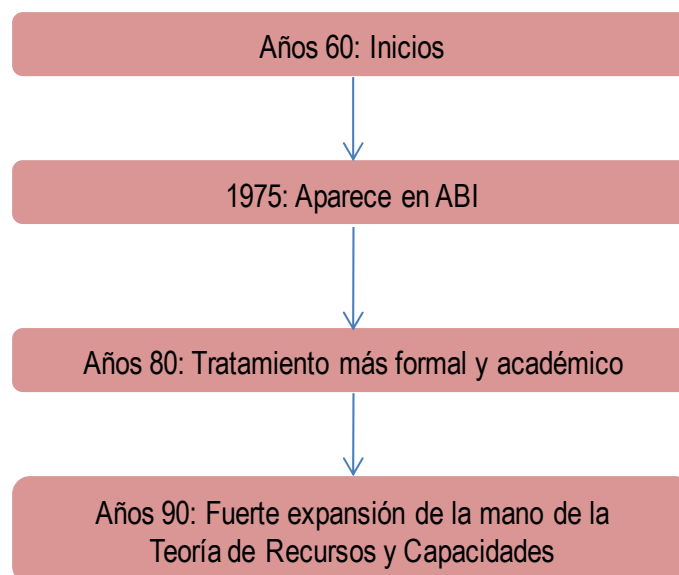 Años 60: Inicios
1975: Aparece en ABI
Años 80: Tratamiento más formal y académico
Años 90: Fuerte expansión de la mano de la
Teoría de Recursos y Capacidades